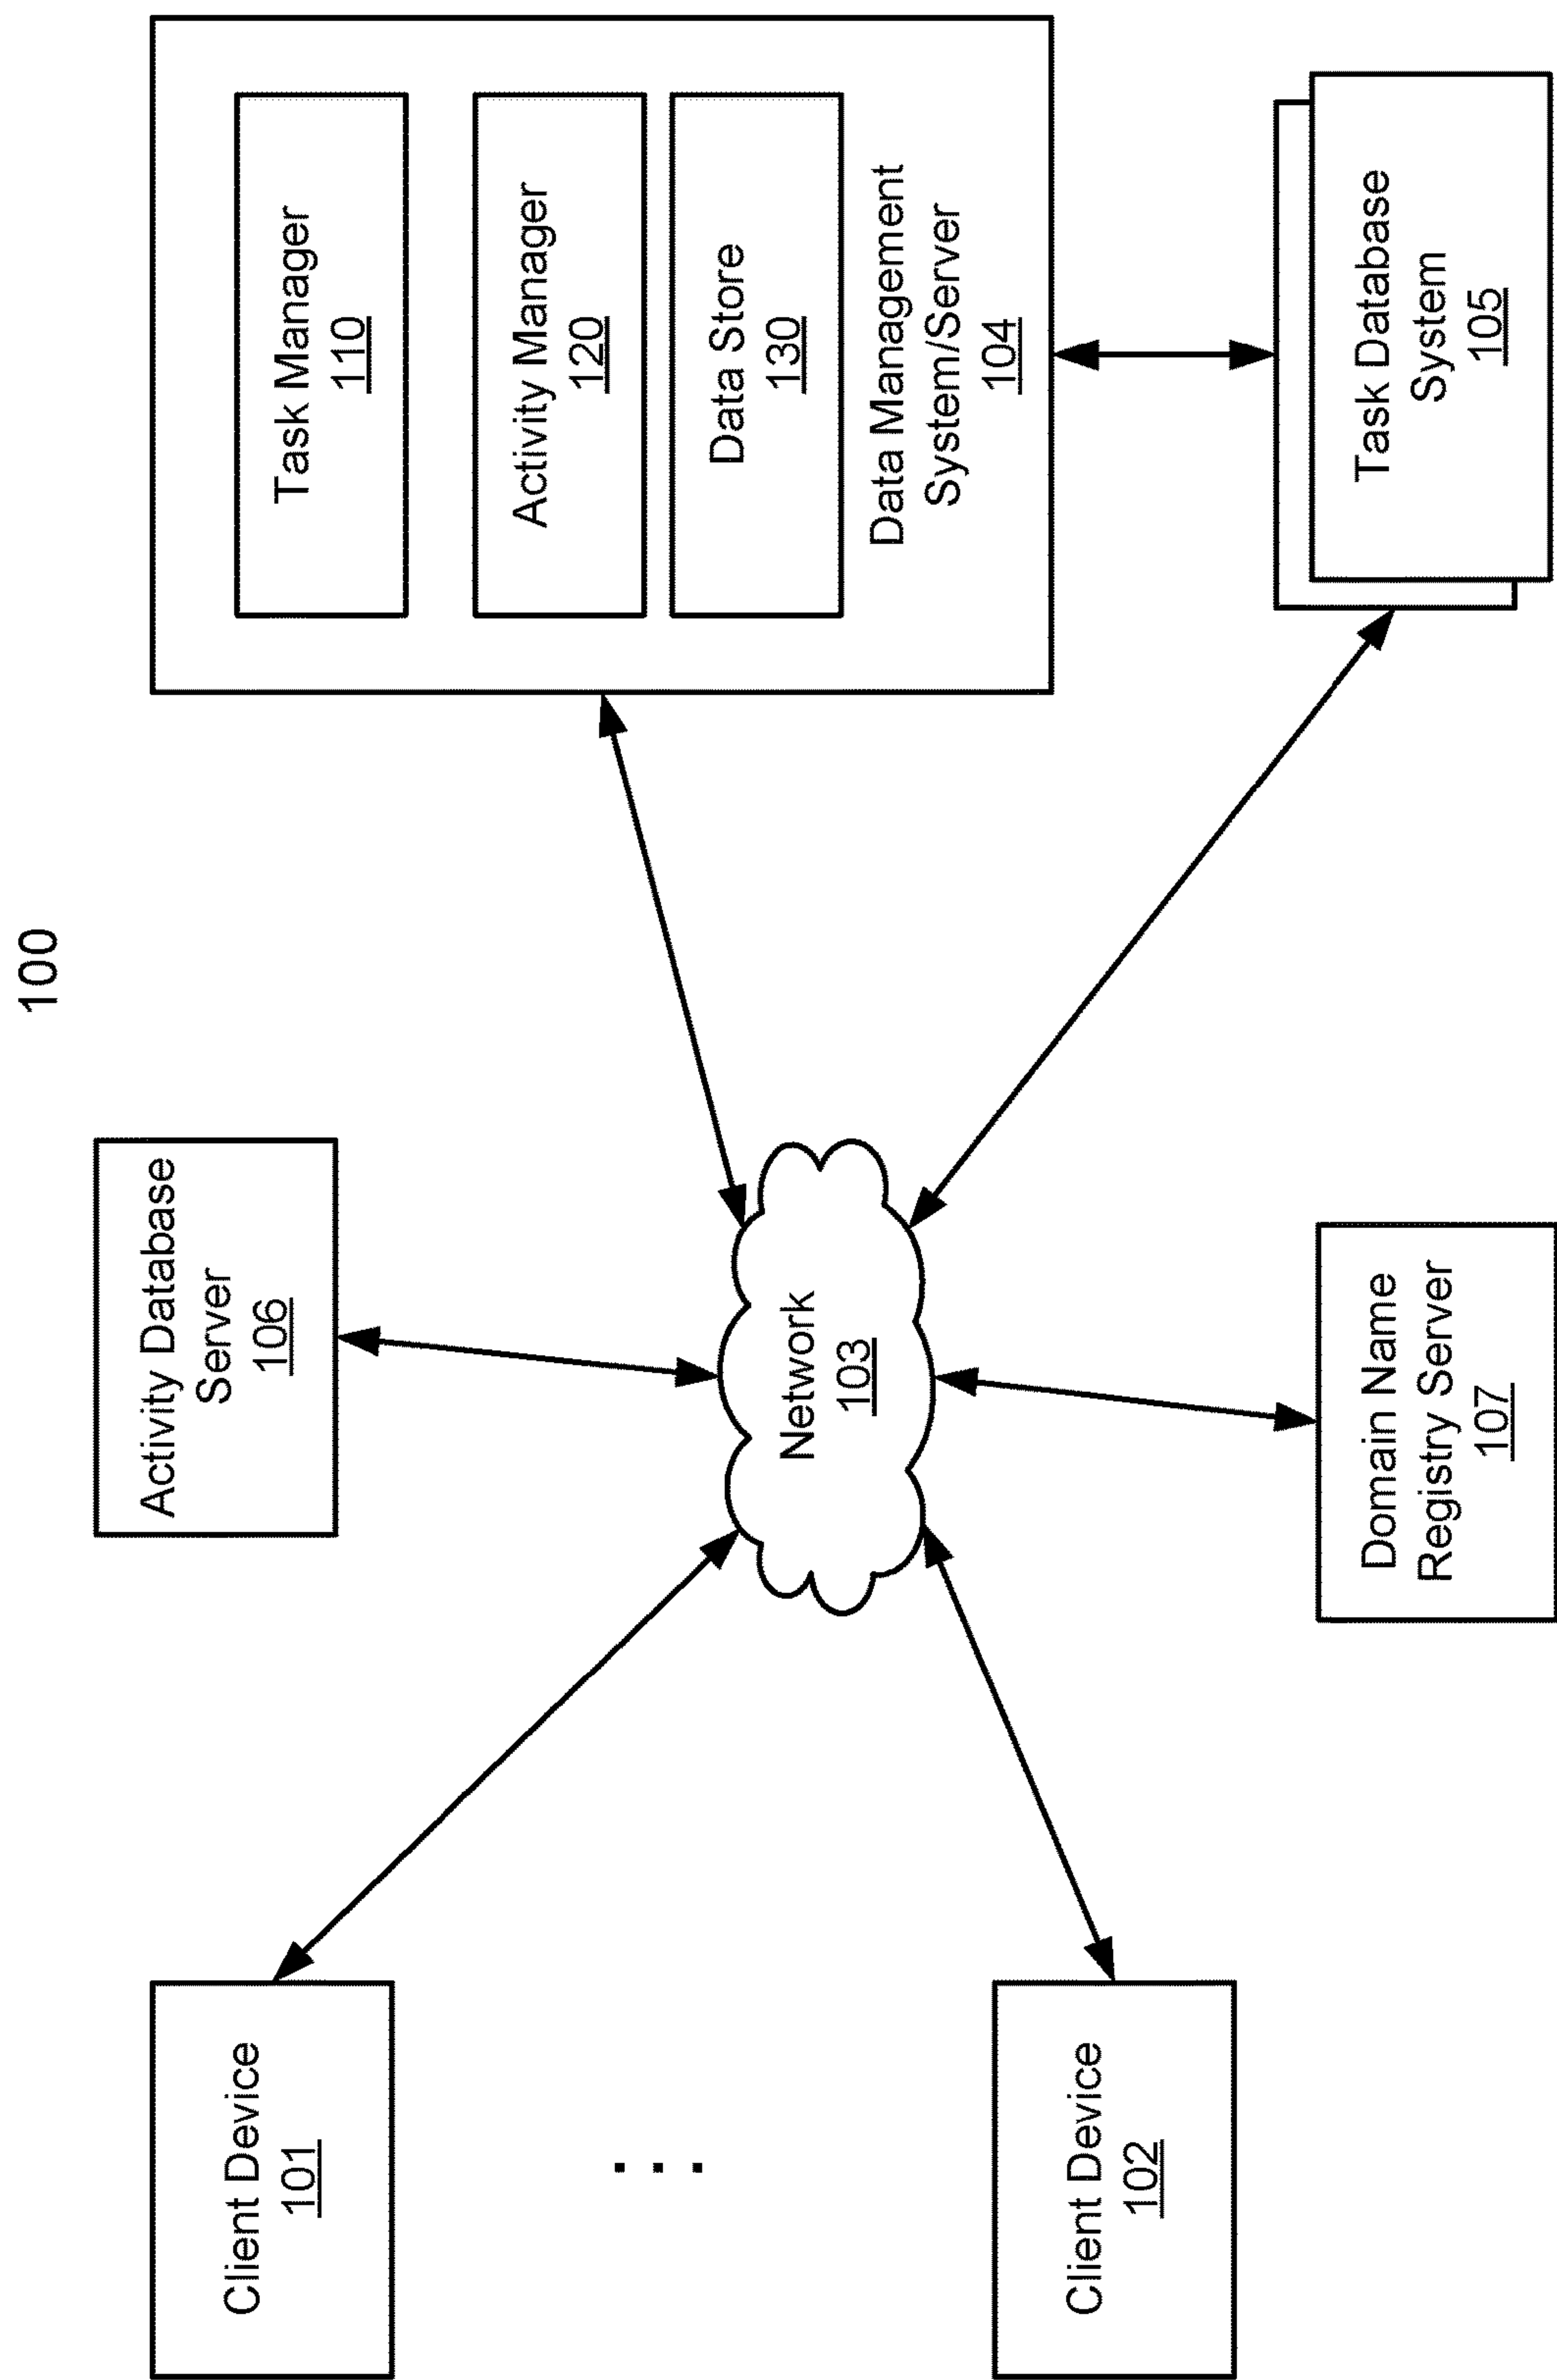 100
Client Device
101
. . .
Client Device
102
Activity Database
Server
106
Network
103
Domain Name
Registry Server
107
Task Manager
110
Activity Manager
120
Data Store
130
Data Management
System/Server
104
Task Database
System
105